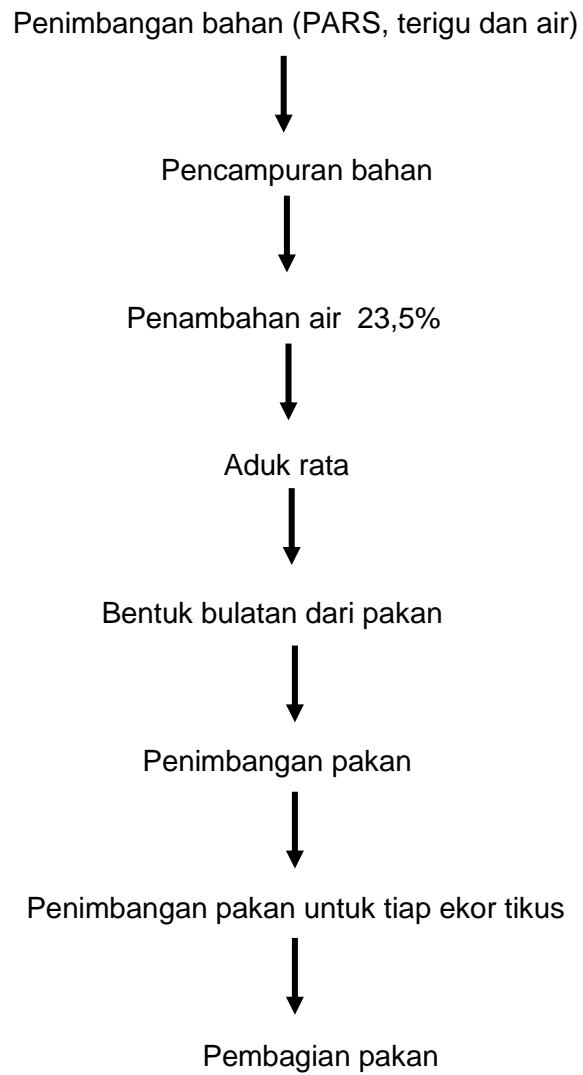 Penimbangan bahan (PARS, terigu dan air)
Pencampuran bahan
Penambahan air  23,5%
Aduk rata
Bentuk bulatan dari pakan
Penimbangan pakan
Penimbangan pakan untuk tiap ekor tikus
Pembagian pakan